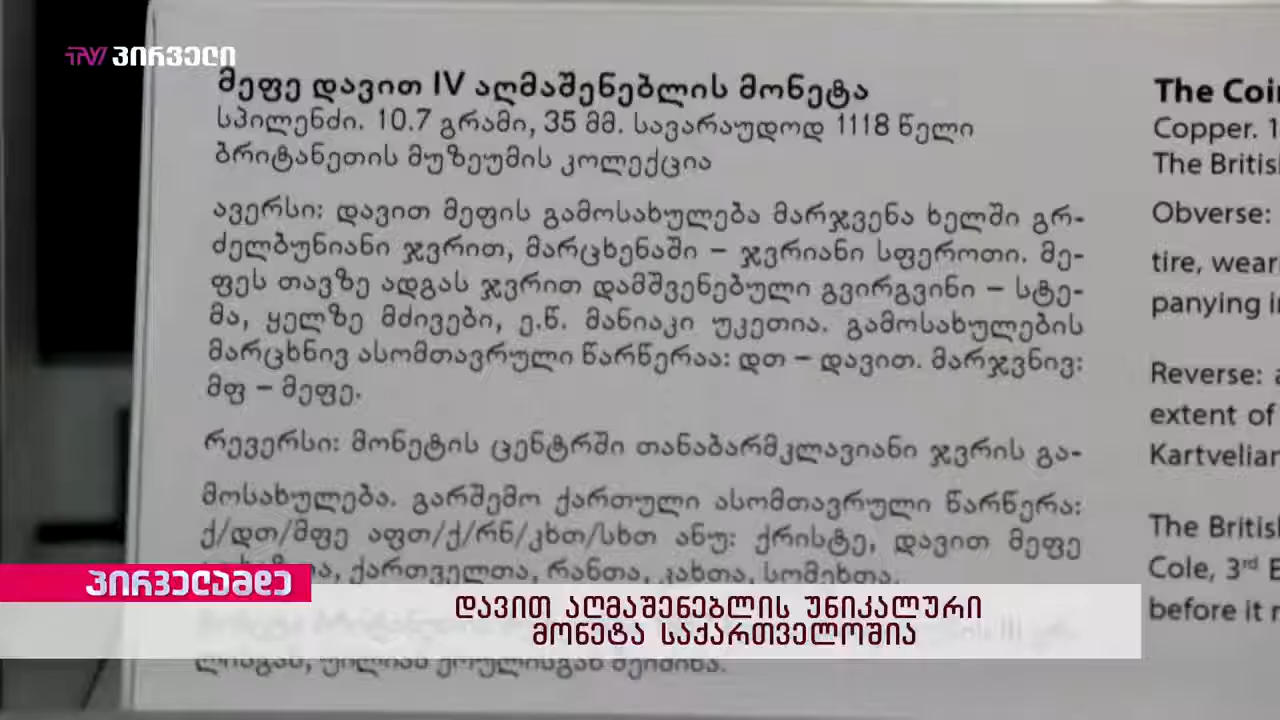 TV პირველი
მეფე დავით IV აღმაშენებლის მონეტა
სპილენძი. 10.7 გრამი, 35 მმ. სავარაუდოდ 1118 წელი
ბრიტანეთის მუზეუმის კოლექცია
ავერსი: დავით მეფის გამოსახულება მარჯვენა ხელში გრ-
ძელბუნიანი ჯვრით, მარცხენაში – ჯვრიანი სფეროთი. მე-
ფეს თავზე ადგას ჯვრით დამშვენებული გვირგვინი – სტე-
მა, ყელზე მძივები, ე.წ. მანიაკი უკეთია. გამოსახულების
მარცხნივ ასომთავრული წარწერაა: დთ – დავით. მარჯვნივ:
მფ – მეფე.
რევერსი: მონეტის ცენტრში თანაბარმკლავიანი ჯვრის გა-
მოსახულება. გარშემო ქართული ასომთავრული წარწერა:
ქ/დთ/მფე აფთ/ქ/რნ/კხთ/სხთ ანუ: ქრისტე, დავით მეფე
ქართველთა, რანთა, კახთა, სომეხთა.
The Coi
Copper. 1
The Britis
Obverse:
tire, wear
panying i
Reverse: a
extent of
Kartvelian
The Britis
Cole, 3rd E
before it r
პირველამდე
დავით აღმაშენებლის უნიკალური
მონეტა საქართველოშია